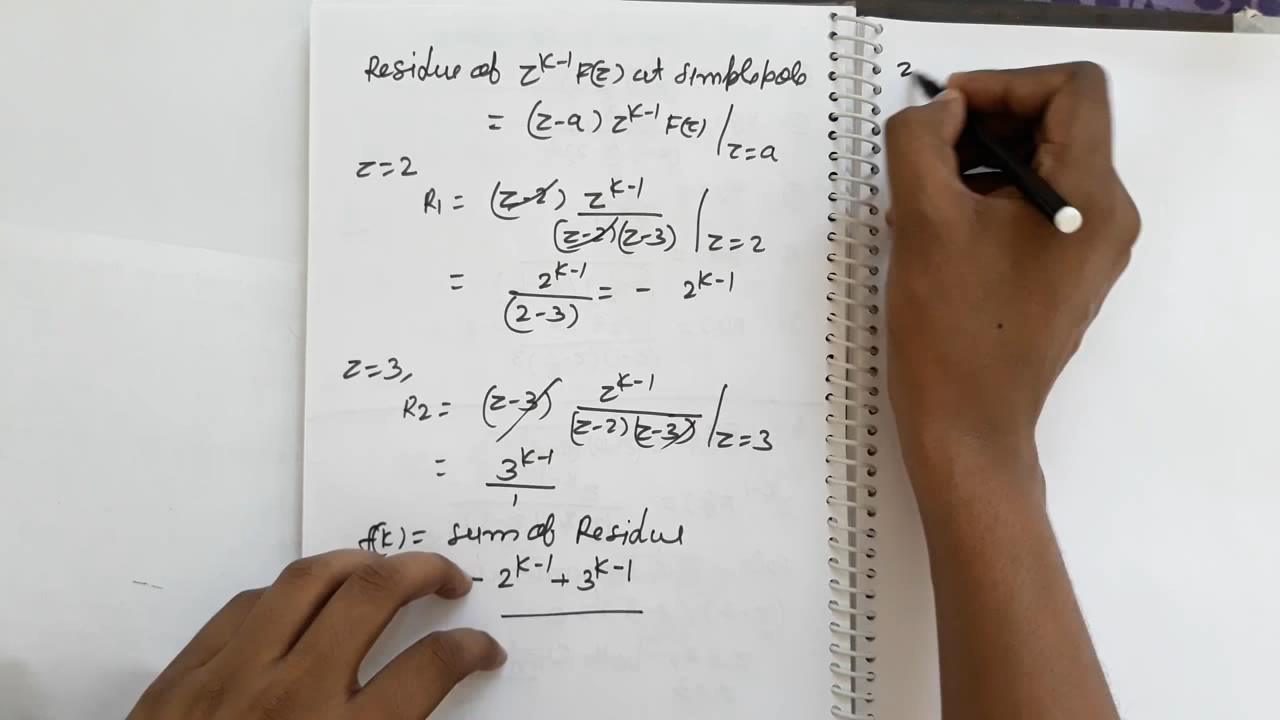 Residue of z^{k-1} F(z) at simple pole
= (z-a) z^{k-1} F(z) |_{z=a}
z=2
R1 = (z-2) z^{k-1} / (z-2)(z-3) |_{z=2}
= 2^{k-1} / (2-3) = - 2^{k-1}
z=3,
R2 = (z-3) z^{k-1} / (z-2)(z-3) |_{z=3}
= 3^{k-1} / 1
f(k) = sum of Residue
- 2^{k-1} + 3^{k-1}
2